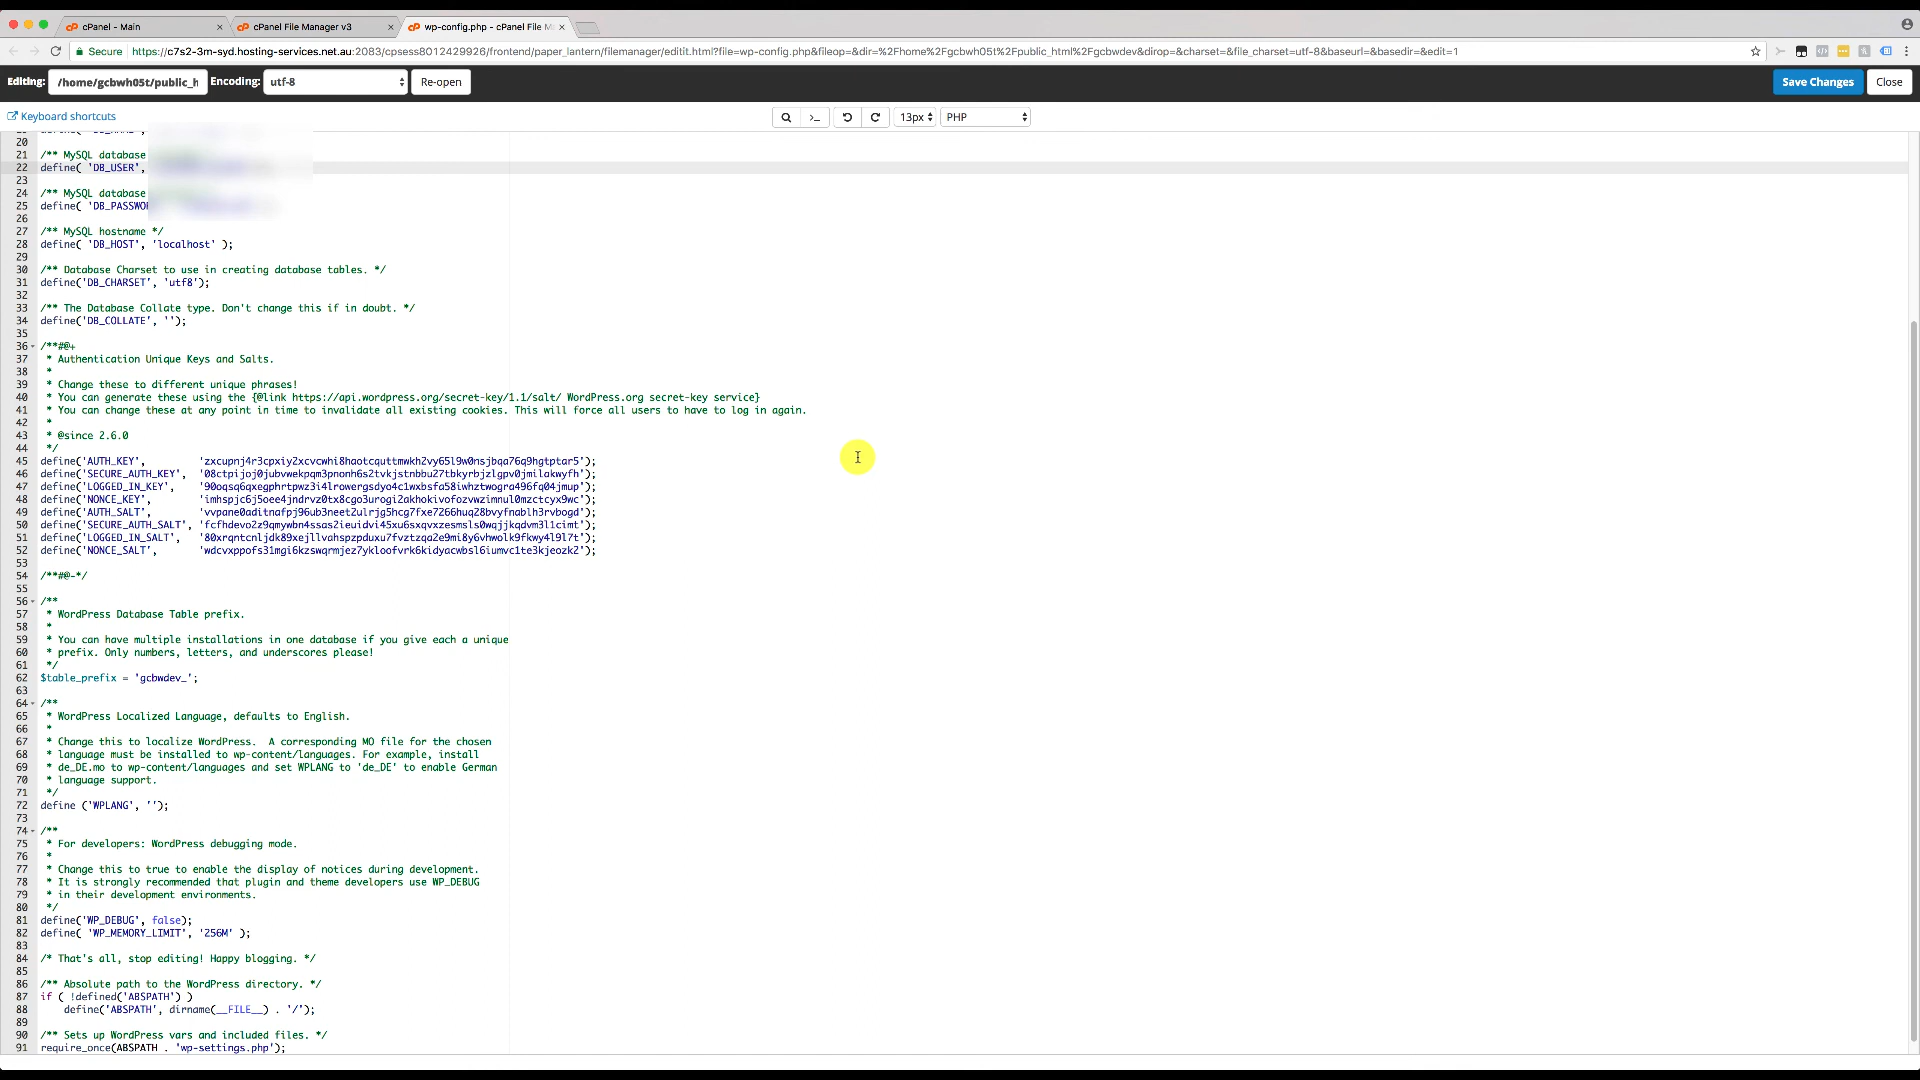 cPanel - Main
cPanel File Manager v3
wp-config.php - cPanel File M
Secure https://c7s2-3m-syd.hosting-services.net.au:2083/cpsess8012429926/frontend/paper_lantern/filemanager/editit.html?file=wp-config.php&fileop=&dir=%2Fhome%2Fgcbwh05t%2Fpublic_html%2Fgcbwdev&dirop=&charset=&file_charset=utf-8&baseurl=&basedir=&edit=1
Editing: /home/gcbwh05t/public_h Encoding: utf-8 Re-open Save Changes Close
Keyboard shortcuts >_ 13px PHP
20
21 /** MySQL database
22 define( 'DB_USER',
23
24 /** MySQL database
25 define( 'DB_PASSWOR
26
27 /** MySQL hostname */
28 define( 'DB_HOST', 'localhost' );
29
30 /** Database Charset to use in creating database tables. */
31 define('DB_CHARSET', 'utf8');
32
33 /** The Database Collate type. Don't change this if in doubt. */
34 define('DB_COLLATE', '');
35
36 /**#@+
37 * Authentication Unique Keys and Salts.
38 *
39 * Change these to different unique phrases!
40 * You can generate these using the {@link https://api.wordpress.org/secret-key/1.1/salt/ WordPress.org secret-key service}
41 * You can change these at any point in time to invalidate all existing cookies. This will force all users to have to log in again.
42 *
43 * @since 2.6.0
44 */
45 define('AUTH_KEY', 'zxcupnj4r3cpxiy2xcvcwhi8haotcquttmwkh2vy65l9w0nsjbqa76q9hgtptar5');
46 define('SECURE_AUTH_KEY', '08ctpijoj0jubvwekpqm3pnonh6s2tvkjstnbbu27tbkyrbjzlgpv0jmilakwyfh');
47 define('LOGGED_IN_KEY', '90oqsq6qxegphrtpwz3i4lrowergsdyo4c1wxbsfa58iwhztwogra496fq04jmup');
48 define('NONCE_KEY', 'imhspjc6j5oee4jndrvz0tx8cgo3urogi2akhokivofozvwzimnul0mzctcyx9wc');
49 define('AUTH_SALT', 'vvpane0aditnafpj96ub3neet2ulrjg5hcg7fxe7266huq28bvyfnablh3rvbogd');
50 define('SECURE_AUTH_SALT', 'fcfhdevo2z9qmywbn4ssas2ieuidvi45xu6sxqvxzesmsls0wqjjkqdvm3l1cimt');
51 define('LOGGED_IN_SALT', '80xrqntcnljdk89xejllvahspzpduxu7fvztzqa2e9mi8y6vhwolk9fkwy4l9l7t');
52 define('NONCE_SALT', 'wdcvxppofs31mgi6kzswqrmjez7ykloofvrk6kidyacwbsl6iumvc1te3kjeozk2');
53
54 /**#@-*/
55
56 /**
57 * WordPress Database Table prefix.
58 *
59 * You can have multiple installations in one database if you give each a unique
60 * prefix. Only numbers, letters, and underscores please!
61 */
62 $table_prefix = 'gcbwdev_';
63
64 /**
65 * WordPress Localized Language, defaults to English.
66 *
67 * Change this to localize WordPress. A corresponding MO file for the chosen
68 * language must be installed to wp-content/languages. For example, install
69 * de_DE.mo to wp-content/languages and set WPLANG to 'de_DE' to enable German
70 * language support.
71 */
72 define ('WPLANG', '');
73
74 /**
75 * For developers: WordPress debugging mode.
76 *
77 * Change this to true to enable the display of notices during development.
78 * It is strongly recommended that plugin and theme developers use WP_DEBUG
79 * in their development environments.
80 */
81 define('WP_DEBUG', false);
82 define( 'WP_MEMORY_LIMIT', '256M' );
83
84 /* That's all, stop editing! Happy blogging. */
85
86 /** Absolute path to the WordPress directory. */
87 if ( !defined('ABSPATH') )
88 define('ABSPATH', dirname(__FILE__) . '/');
89
90 /** Sets up WordPress vars and included files. */
91 require_once(ABSPATH . 'wp-settings.php');